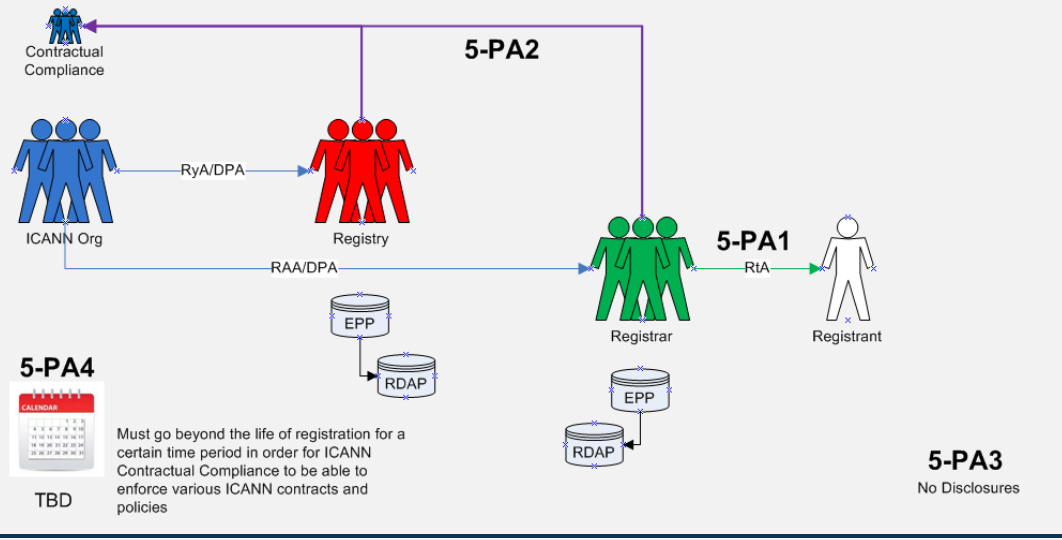 Contractual
Compliance
5-PA2
RyA/DPA
ICANN Org
Registry
5-PA1
RAA/DPA
RtA
EPP
Registrar
Registrant
RDAP
5-PA4
EPP
CALENDAR
Must go beyond the life of registration for a
certain time period in order for ICANN
Contractual Compliance to be able to
enforce various ICANN contracts and
policies
RDAP
5-PA3
No Disclosures
TBD